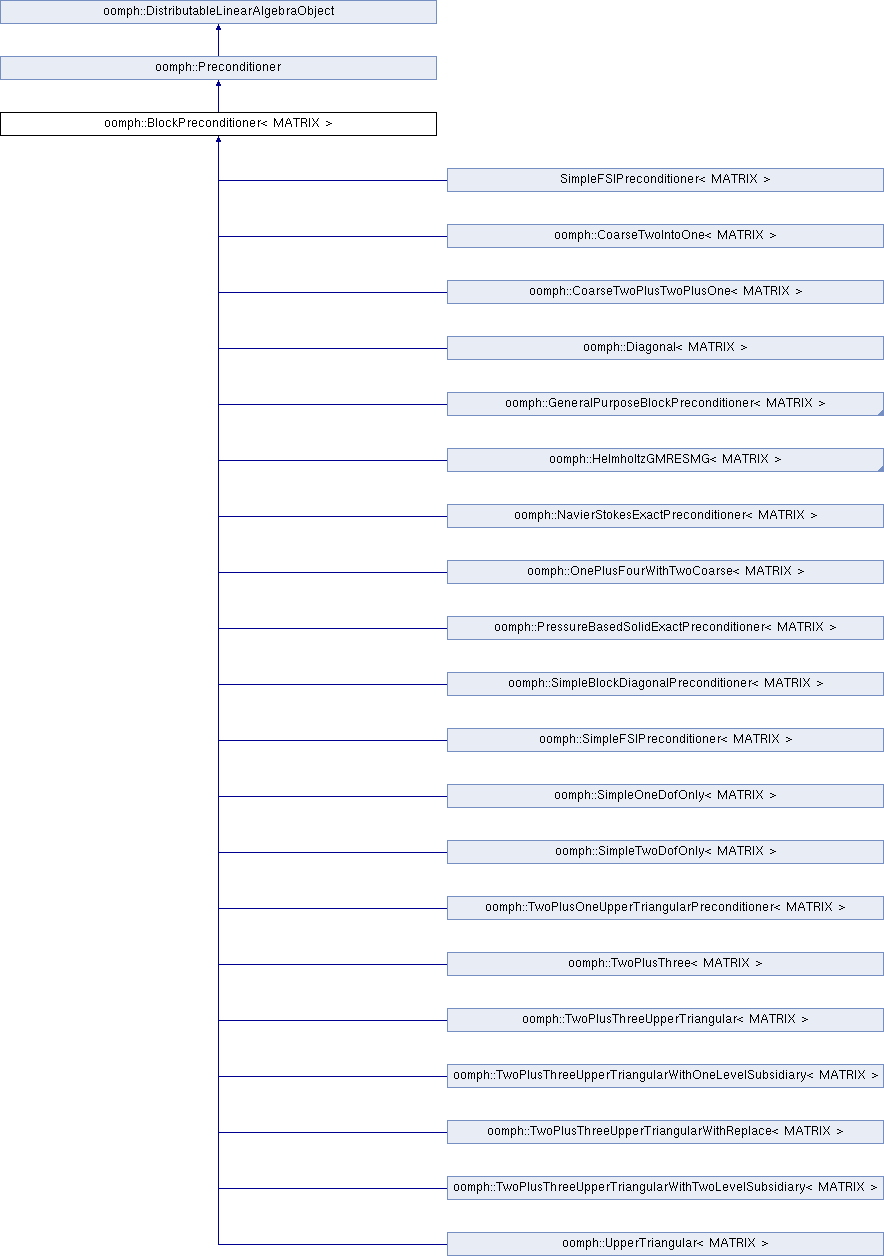 oomph::DistributableLinearAlgebraObject
oomph::Preconditioner
oomph::BlockPreconditioner< MATRIX >
SimpleFSIPreconditioner< MATRIX >
oomph::CoarseTwoIntoOne< MATRIX >
oomph::CoarseTwoPlusTwoPlusOne< MATRIX >
oomph::Diagonal< MATRIX >
oomph::GeneralPurposeBlockPreconditioner< MATRIX >
oomph::HelmholtzGMRESMG< MATRIX >
oomph::NavierStokesExactPreconditioner< MATRIX >
oomph::OnePlusFourWithTwoCoarse< MATRIX >
oomph::PressureBasedSolidExactPreconditioner< MATRIX >
oomph::SimpleBlockDiagonalPreconditioner< MATRIX >
oomph::SimpleFSIPreconditioner< MATRIX >
oomph::SimpleOneDofOnly< MATRIX >
oomph::SimpleTwoDofOnly< MATRIX >
oomph::TwoPlusOneUpperTriangularPreconditioner< MATRIX >
oomph::TwoPlusThree< MATRIX >
oomph::TwoPlusThreeUpperTriangular< MATRIX >
oomph::TwoPlusThreeUpperTriangularWithOneLevelSubsidiary< MATRIX >
oomph::TwoPlusThreeUpperTriangularWithReplace< MATRIX >
oomph::TwoPlusThreeUpperTriangularWithTwoLevelSubsidiary< MATRIX >
oomph::UpperTriangular< MATRIX >